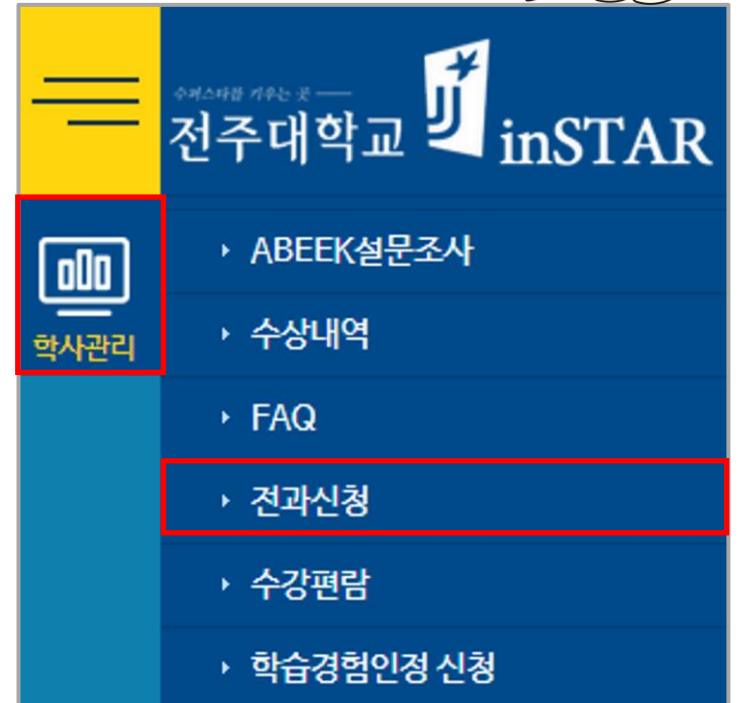 수퍼스타를 키우는 곳
전주대학교 JJ inSTAR
ABEEK설문조사
학사관리
수상내역
FAQ
전과신청
수강편람
학습경험인정 신청